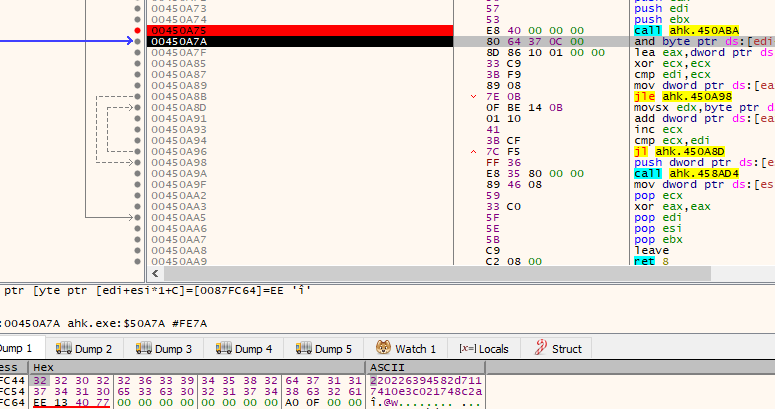 00450A73 57 push edi
00450A74 53 push ebx
00450A75 E8 40 00 00 00 call ahk.450ABA
00450A7A 80 64 37 0C 00 and byte ptr ds:[edi
00450A7F 8D 86 10 01 00 00 lea eax,dword ptr ds
00450A85 33 C9 xor ecx,ecx
00450A87 3B F9 cmp edi,ecx
00450A89 89 08 mov dword ptr ds:[ea
00450A8B 7E 0B jle ahk.450A98
00450A8D 0F BE 14 0B movsx edx,byte ptr d
00450A91 01 10 add dword ptr ds:[ea
00450A93 41 inc ecx
00450A94 3B CF cmp ecx,edi
00450A96 7C F5 jl ahk.450A8D
00450A98 FF 36 push dword ptr ds:[es
00450A9A E8 35 80 00 00 call ahk.458AD4
00450A9F 89 46 08 mov dword ptr ds:[es
00450AA2 59 pop ecx
00450AA3 33 C0 xor eax,eax
00450AA5 5F pop edi
00450AA6 5E pop esi
00450AA7 5B pop ebx
00450AA8 C9 leave
00450AA9 C2 08 00 ret 8
ptr [yte ptr [edi+esi*1+C]=[0087FC64]=EE 'î'
:00450A7A ahk.exe:$50A7A #FE7A
ump 1 Dump 2 Dump 3 Dump 4 Dump 5 Watch 1 [x=] Locals Struct
ess Hex ASCII
FC44 32 32 30 32 32 36 33 39 34 35 38 32 64 37 31 31 220226394582d711
FC54 37 34 31 30 65 33 63 30 32 31 37 34 38 63 32 61 7410e3c021748c2a
FC64 EE 13 40 77 00 00 00 00 00 00 00 00 A0 0F 00 00 î.@w........ ...